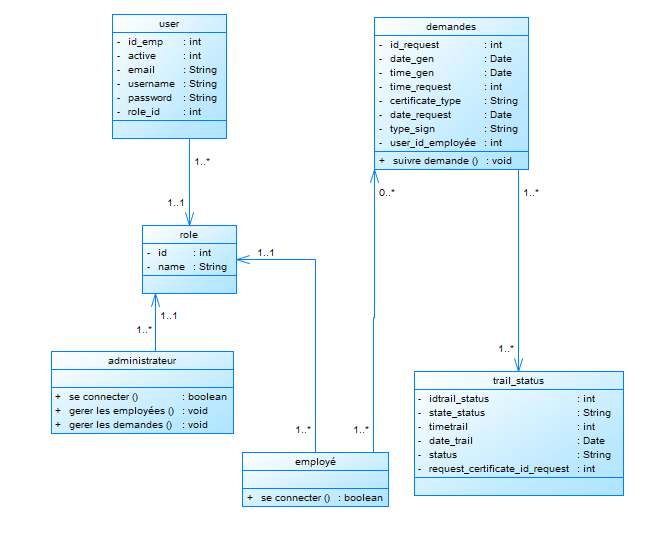 user
- id_emp : int
- active : int
- email : String
- username : String
- password : String
- role_id : int
demandes
- id_request : int
- date_gen : Date
- time_gen : Date
- time_request : int
- certificate_type : String
- date_request : Date
- type_sign : String
- user_id_employée : int
+ suivre demande () : void
1..*
1..1
0..*
1..*
role
- id : int
- name : String
1..1
1..1
1..*
administrateur
+ se connecter () : boolean
+ gerer les employées () : void
+ gerer les demandes () : void
1..*
trail_status
- idtrail_status : int
- state_status : String
- timetrail : int
- date_trail : Date
- status : String
- request_certificate_id_request : int
1..*
1..*
employé
+ se connecter () : boolean